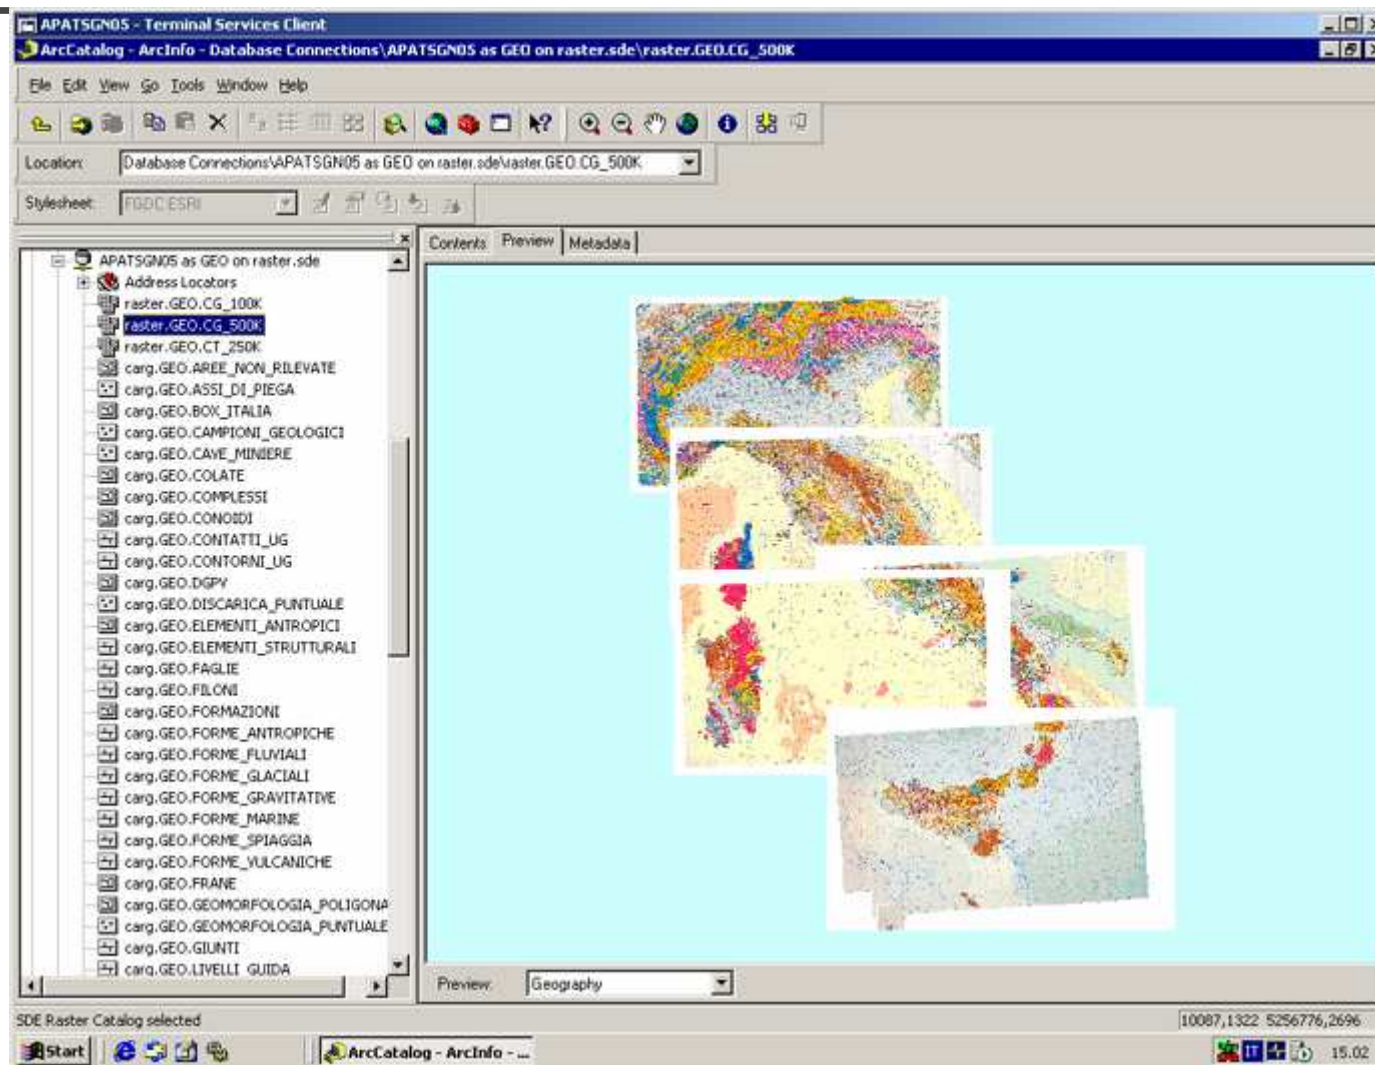 APATSGN05 - Terminal Services Client
ArcCatalog - ArcInfo - Database Connections\APATSGN05 as GEO on raster.sde\raster.GEO.CG_500K
File Edit View Go Tools Window Help
Location: Database Connections\APATSGN05 as GEO on raster.sde\raster.GEO.CG_500K
Stylesheet: FGDC ESRI
Contents Preview Metadata
APATSGN05 as GEO on raster.sde
Address Locators
raster.GEO.CG_100K
raster.GEO.CG_500K
raster.GEO.CT_250K
carg.GEO.AREE_NON_RILEVATE
carg.GEO.ASSI_DI_PIEGA
carg.GEO.BOX_ITALIA
carg.GEO.CAMPIONI_GEOLOGICI
carg.GEO.CAVE_MINIERE
carg.GEO.COLATE
carg.GEO.COMPLESSI
carg.GEO.CONOIDI
carg.GEO.CONTATTI_UG
carg.GEO.CONTORNI_UG
carg.GEO.DGPV
carg.GEO.DISCARICA_PUNTUALE
carg.GEO.ELEMENTI_ANTROPICI
carg.GEO.ELEMENTI_STRUTTURALI
carg.GEO.FAGLIE
carg.GEO.FILONI
carg.GEO.FORMAZIONI
carg.GEO.FORME_ANTROPICHE
carg.GEO.FORME_FLUVIALI
carg.GEO.FORME_GLACIALI
carg.GEO.FORME_GRAVITATIVE
carg.GEO.FORME_MARINE
carg.GEO.FORME_SPIAGGIA
carg.GEO.FORME_VULCANICHE
carg.GEO.FRANE
carg.GEO.GEOMORFOLOGIA_POLIGONA
carg.GEO.GEOMORFOLOGIA_PUNTUALE
carg.GEO.GIUNTI
carg.GEO.LIVELLI_GUIDA
Preview: Geography
SDE Raster Catalog selected
10087,1322 5256776,2696
Start
ArcCatalog - ArcInfo - ...
IT
15.02